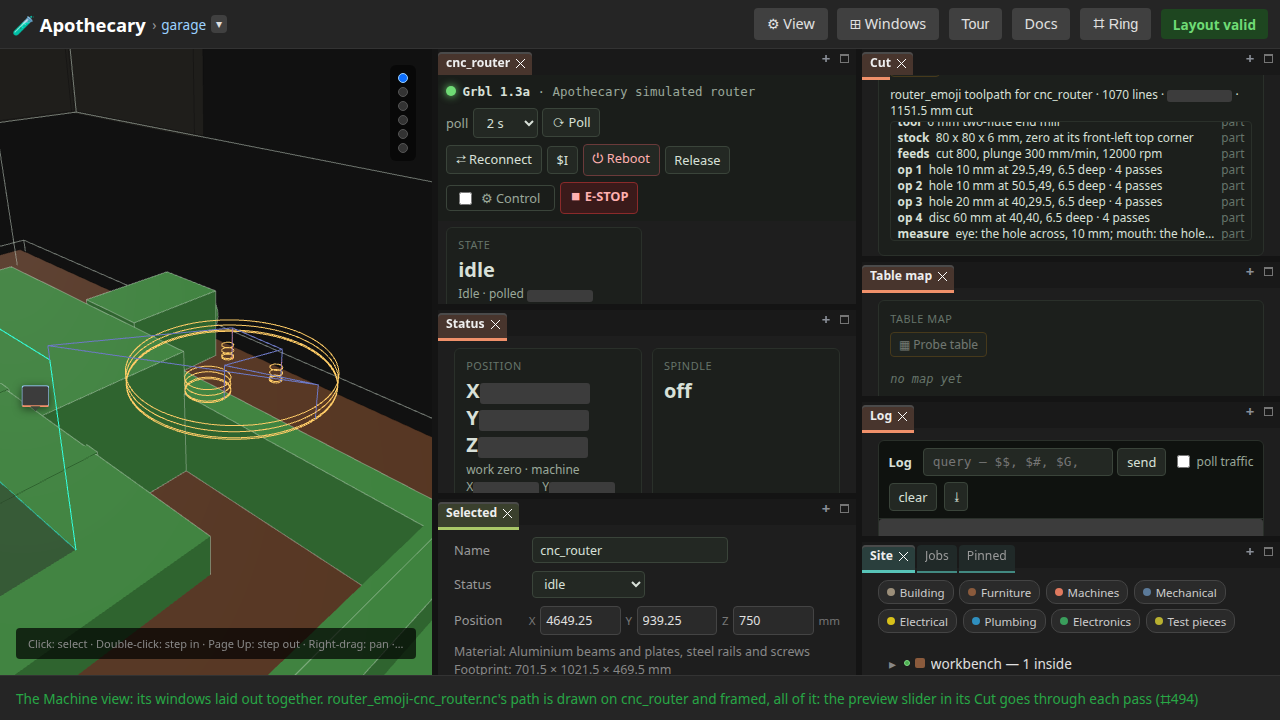 🧪 Apothecary › garage ▾
⚙ View
⊞ Windows
Tour
Docs
⌗ Ring
Layout valid
Click: select · Double-click: step in · Page Up: step out · Right-drag: pan ·…
cnc_router
Grbl 1.3a · Apothecary simulated router
poll 2 s ⟳ Poll
⇄ Reconnect $I ⏻ Reboot Release
⚙ Control ■ E-STOP
STATE
idle
Idle · polled
Status
POSITION
X
Y
Z
work zero · machine
X Y
SPINDLE
off
Selected
Name cnc_router
Status idle
Position X 4649.25 Y 939.25 Z 750 mm
Material: Aluminium beams and plates, steel rails and screws
Footprint: 701.5 × 1021.5 × 469.5 mm
Cut
router_emoji toolpath for cnc_router · 1070 lines · ·
1151.5 mm cut
tool 6 mm two-flute end mill part
stock 80 x 80 x 6 mm, zero at its front-left top corner part
feeds cut 800, plunge 300 mm/min, 12000 rpm part
op 1 hole 10 mm at 29.5,49, 6.5 deep · 4 passes part
op 2 hole 10 mm at 50.5,49, 6.5 deep · 4 passes part
op 3 hole 20 mm at 40,29.5, 6.5 deep · 4 passes part
op 4 disc 60 mm at 40,40, 6.5 deep · 4 passes part
measure eye: the hole across, 10 mm; mouth: the hole… part
Table map
TABLE MAP
▦ Probe table
no map yet
Log
Log query — $$, $#, $G, send poll traffic
clear ⭳
Site Jobs Pinned
Building Furniture Machines Mechanical
Electrical Plumbing Electronics Test pieces
▸ workbench — 1 inside
The Machine view: its windows laid out together. router_emoji-cnc_router.nc's path is drawn on cnc_router and framed, all of it: the preview slider in its Cut goes through each pass (⌗494)